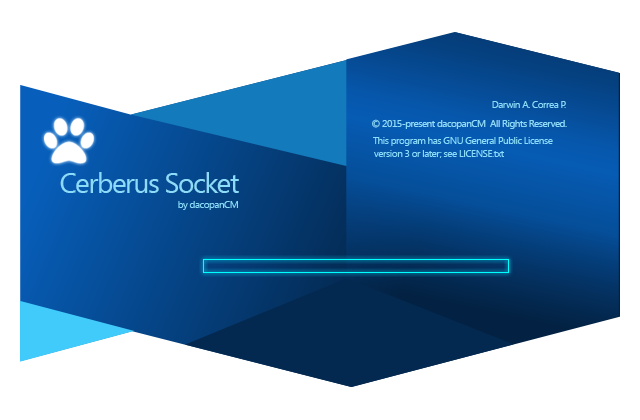 Cerberus Socket
by dacopanCM
Darwin A. Correa P.
© 2015-present dacopanCM All Rights Reserved.
This program has GNU General Public License
version 3 or later; see LICENSE.txt